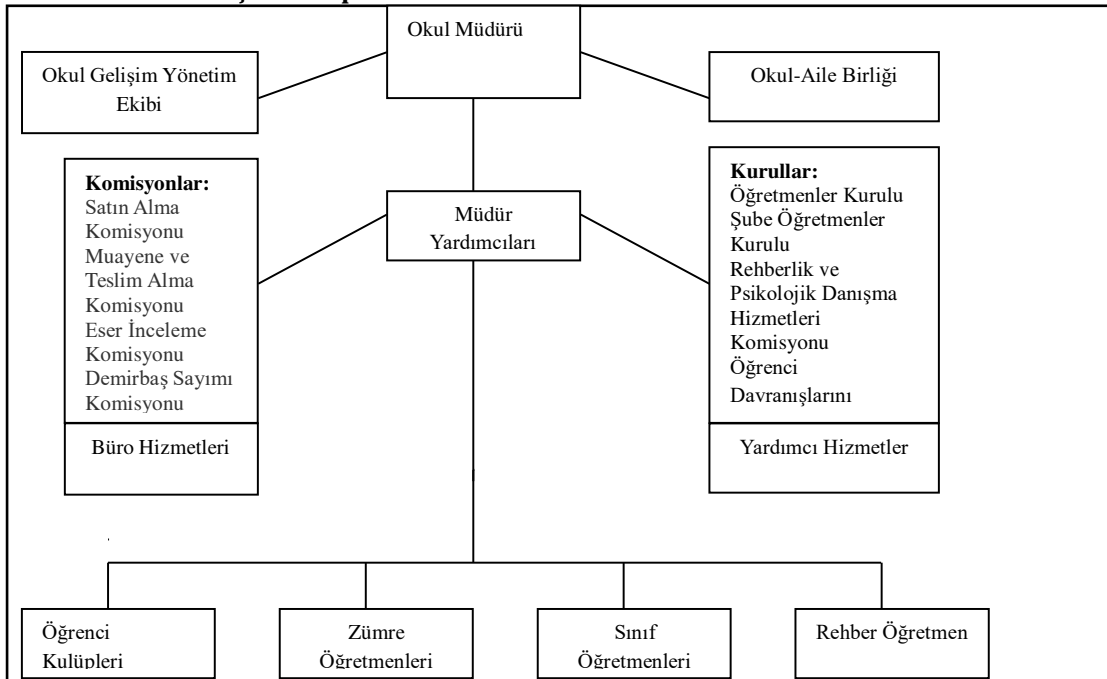 Okul Müdürü
Okul Gelişim Yönetim
Ekibi
Okul-Aile Birliği
Komisyonlar:
Satın Alma
Komisyonu
Muayene ve
Teslim Alma
Komisyonu
Eser İnceleme
Komisyonu
Demirbaş Sayımı
Komisyonu
Müdür
Yardımcıları
Kurullar:
Öğretmenler Kurulu
Şube Öğretmenler
Kurulu
Rehberlik ve
Psikolojik Danışma
Hizmetleri
Komisyonu
Öğrenci
Davranışlarını
Büro Hizmetleri
Yardımcı Hizmetler
Öğrenci
Kulüpleri
Zümre
Öğretmenleri
Sınıf
Öğretmenleri
Rehber Öğretmen